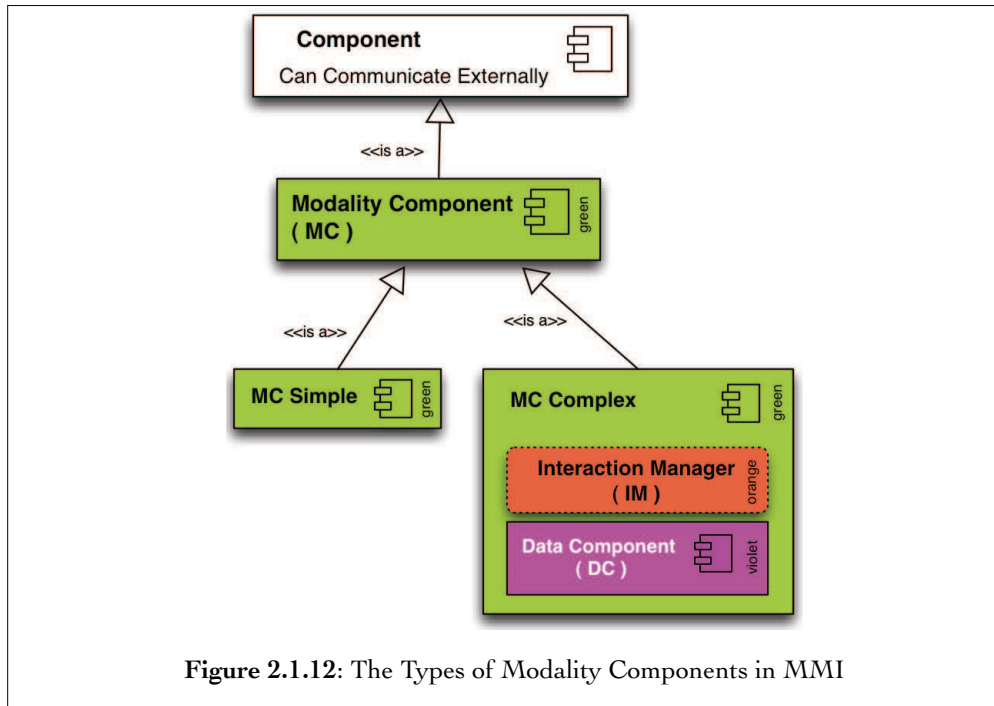 Component
Can Communicate Externally
<<is a>>
Modality Component
( MC )
green
<<is a>>
<<is a>>
MC Simple
green
MC Complex
green
Interaction Manager
( IM )
orange
Data Component
( DC )
violet
Figure 2.1.12: The Types of Modality Components in MMI